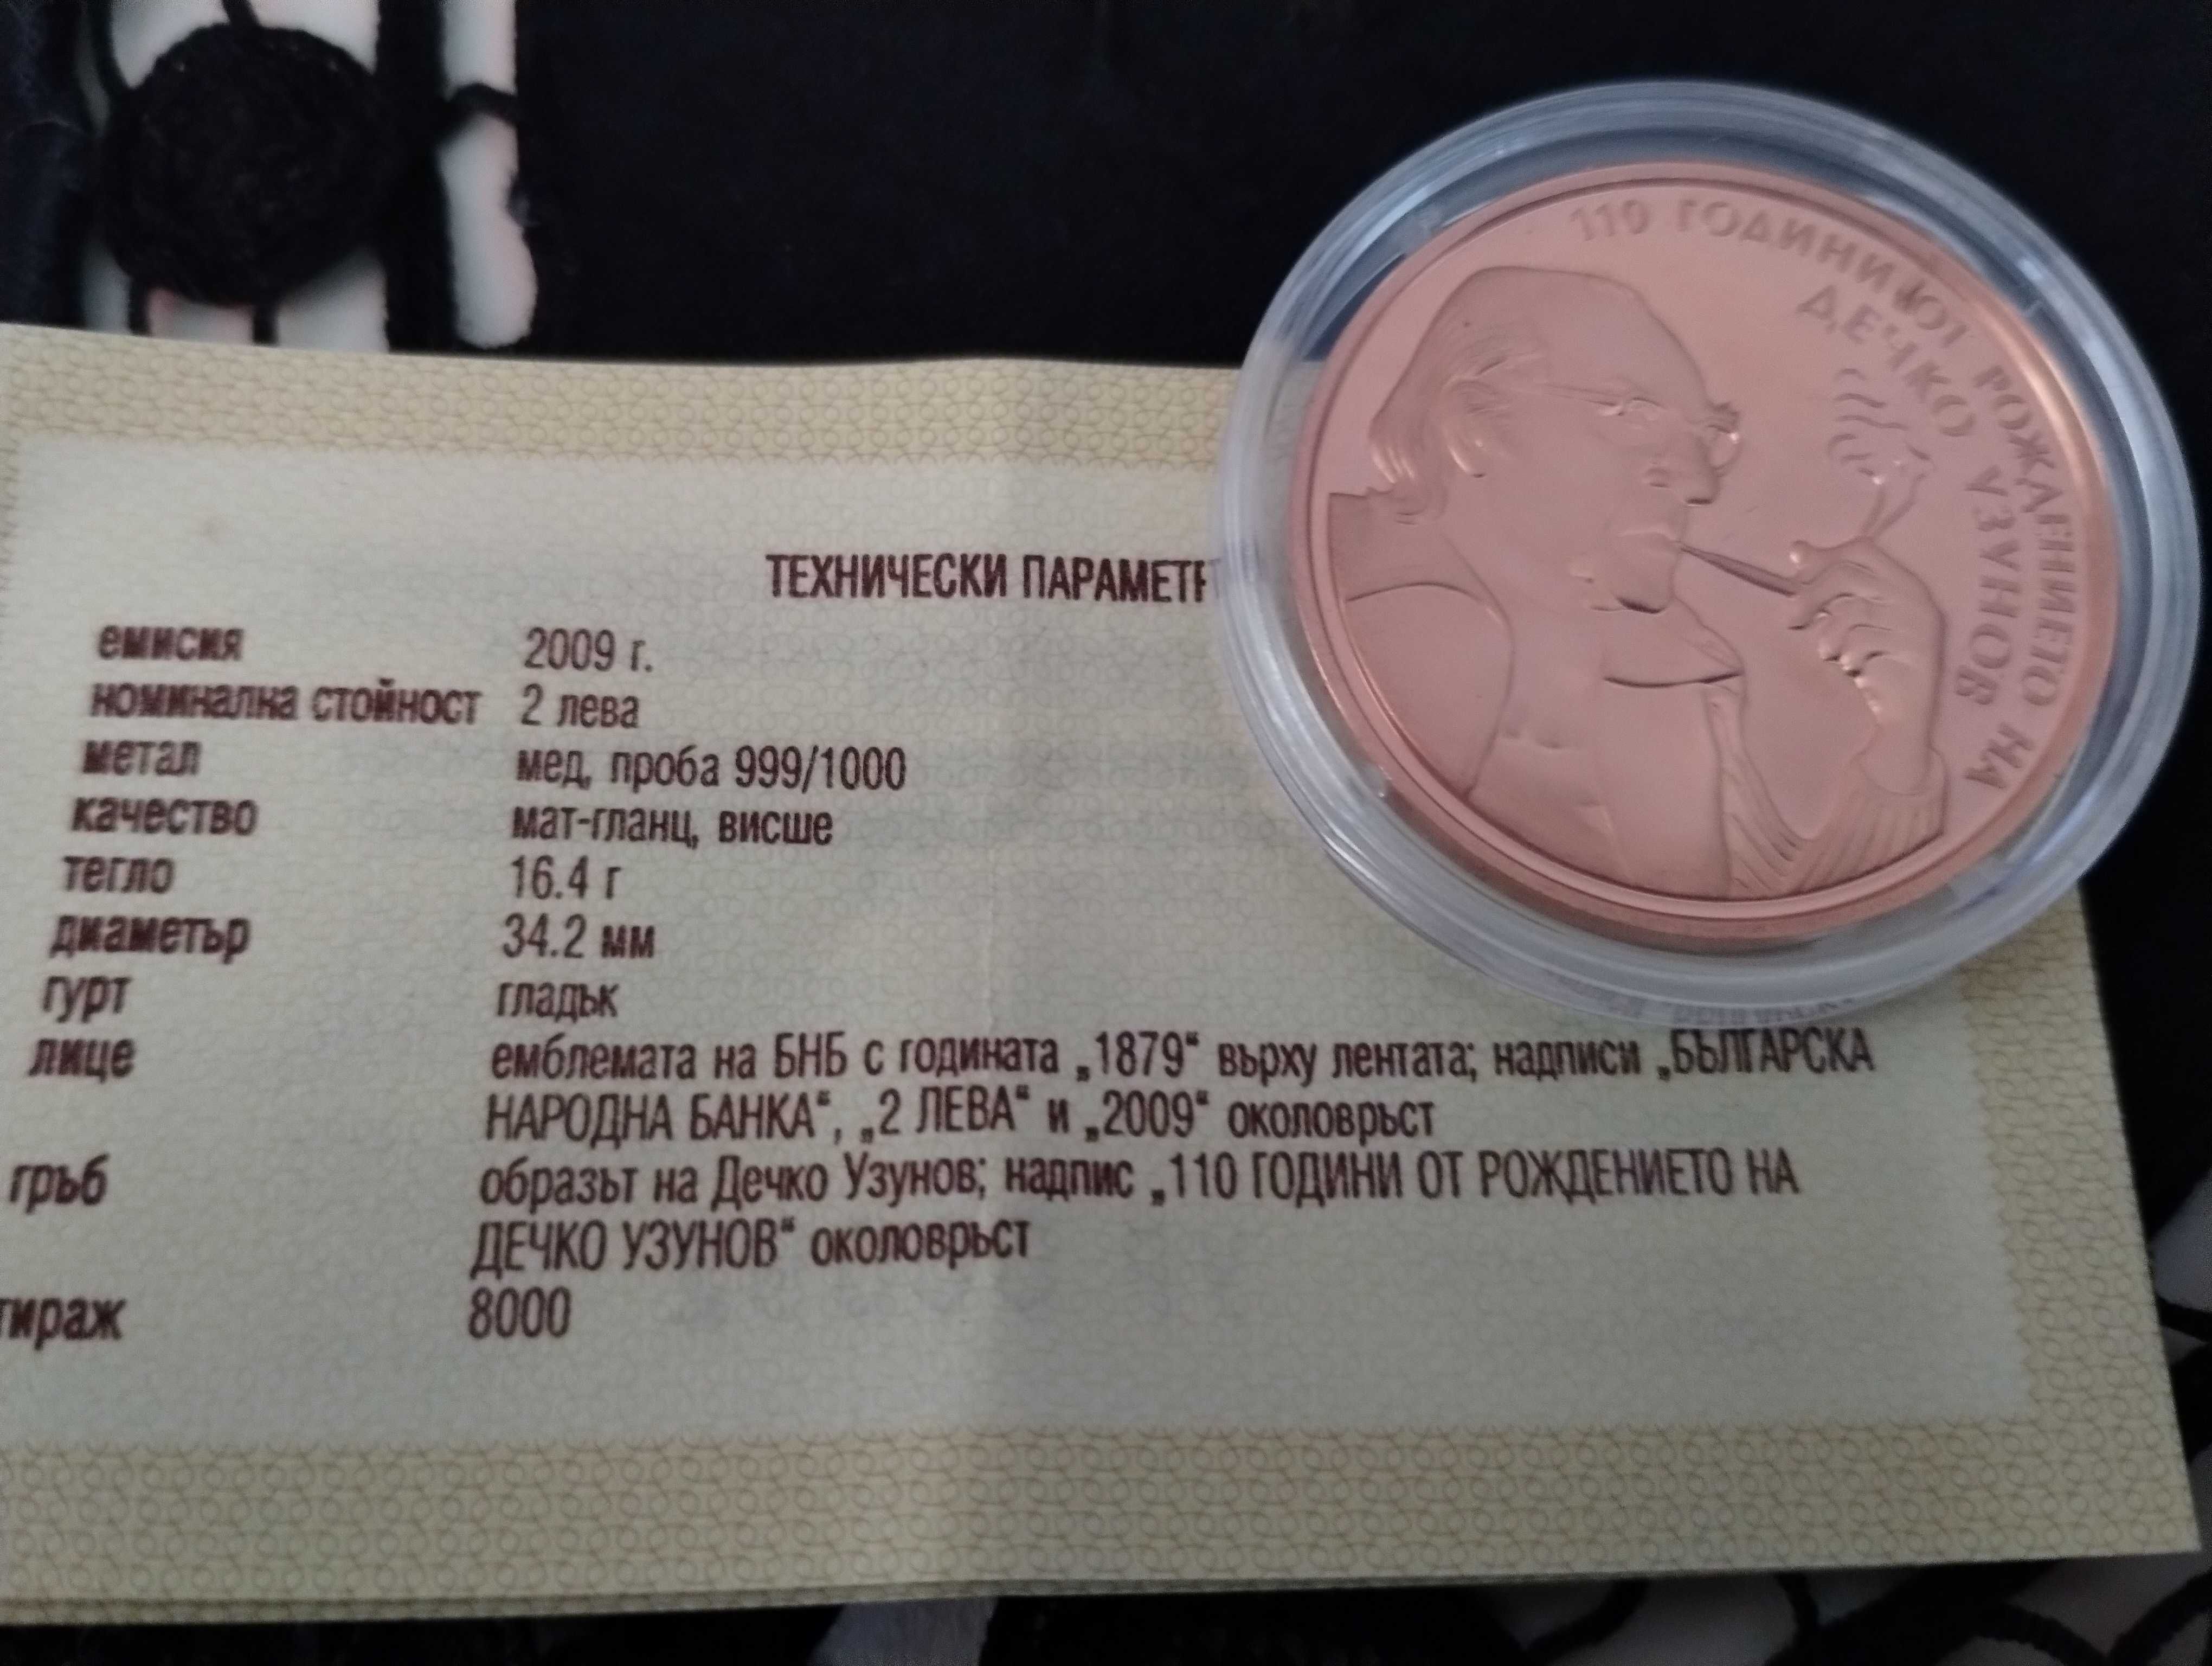 110 ГОДИНИ ОТ РОЖДЕНИЕТО НА
ДЕЧКО УЗУНОВ
ТЕХНИЧЕСКИ ПАРАМЕТР
емисия 2009 г.
номинална стойност 2 лева
метал мед, проба 999/1000
качество мат-гланц, висше
тегло 16.4 г
диаметър 34.2 мм
гурт гладък
лице емблемата на БНБ с годината „1879“ върху лентата; надписи „БЪЛГАРСКА
НАРОДНА БАНКА“, „2 ЛЕВА“ и „2009“ околовръст
гръб образът на Дечко Узунов; надпис „110 ГОДИНИ ОТ РОЖДЕНИЕТО НА
ДЕЧКО УЗУНОВ“ околовръст
тираж 8000